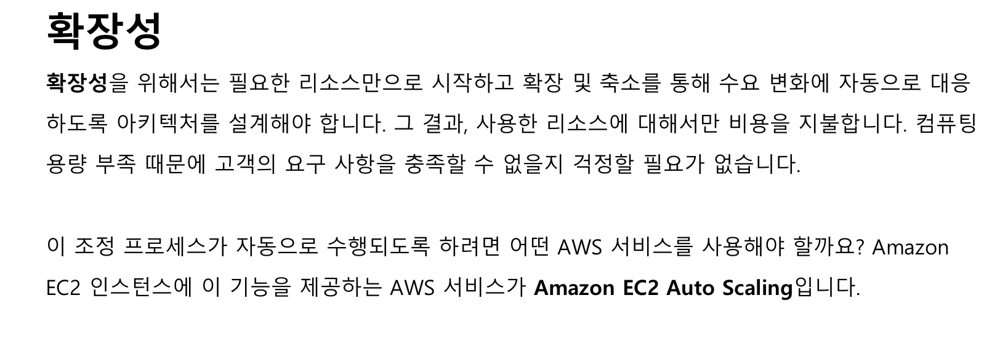 확장성
확장성을 위해서는 필요한 리소스만으로 시작하고 확장 및 축소를 통해 수요 변화에 자동으로 대응
하도록 아키텍처를 설계해야 합니다. 그 결과, 사용한 리소스에 대해서만 비용을 지불합니다. 컴퓨팅
용량 부족 때문에 고객의 요구 사항을 충족할 수 없을지 걱정할 필요가 없습니다.
이 조정 프로세스가 자동으로 수행되도록 하려면 어떤 AWS 서비스를 사용해야 할까요? Amazon
EC2 인스턴스에 이 기능을 제공하는 AWS 서비스가 Amazon EC2 Auto Scaling입니다.